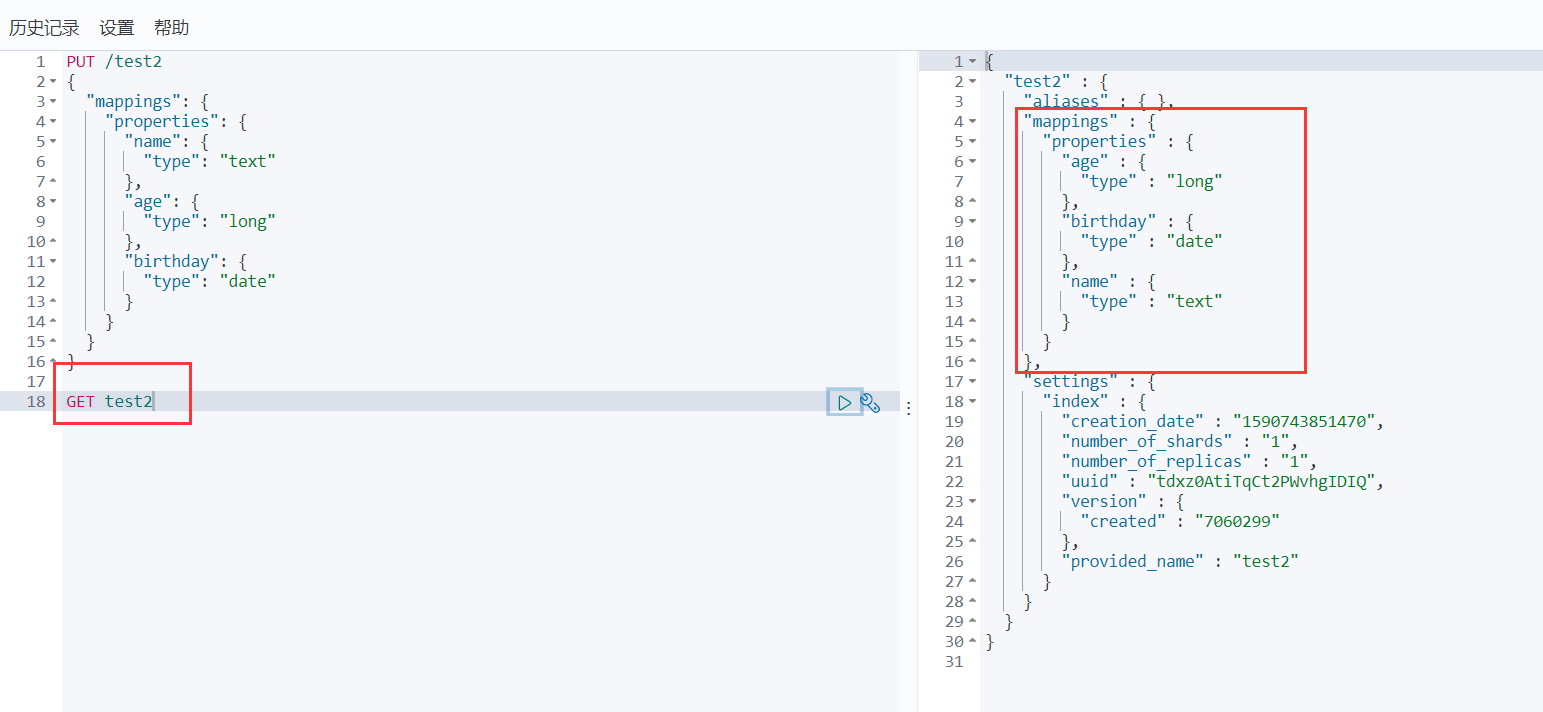 历史记录 设置 帮助
1 PUT /test2
2 {
3 "mappings": {
4 "properties": {
5 "name": {
6 "type": "text"
7 },
8 "age": {
9 "type": "long"
10 },
11 "birthday": {
12 "type": "date"
13 }
14 }
15 }
16 }
17
18 GET test2
1 {
2 "test2" : {
3 "aliases" : { },
4 "mappings" : {
5 "properties" : {
6 "age" : {
7 "type" : "long"
8 },
9 "birthday" : {
10 "type" : "date"
11 },
12 "name" : {
13 "type" : "text"
14 }
15 }
16 },
17 "settings" : {
18 "index" : {
19 "creation_date" : "1590743851470",
20 "number_of_shards" : "1",
21 "number_of_replicas" : "1",
22 "uuid" : "tdxz0AtiTqCt2PWvhgIDIQ",
23 "version" : {
24 "created" : "7060299"
25 },
26 "provided_name" : "test2"
27 }
28 }
29 }
30 }
31